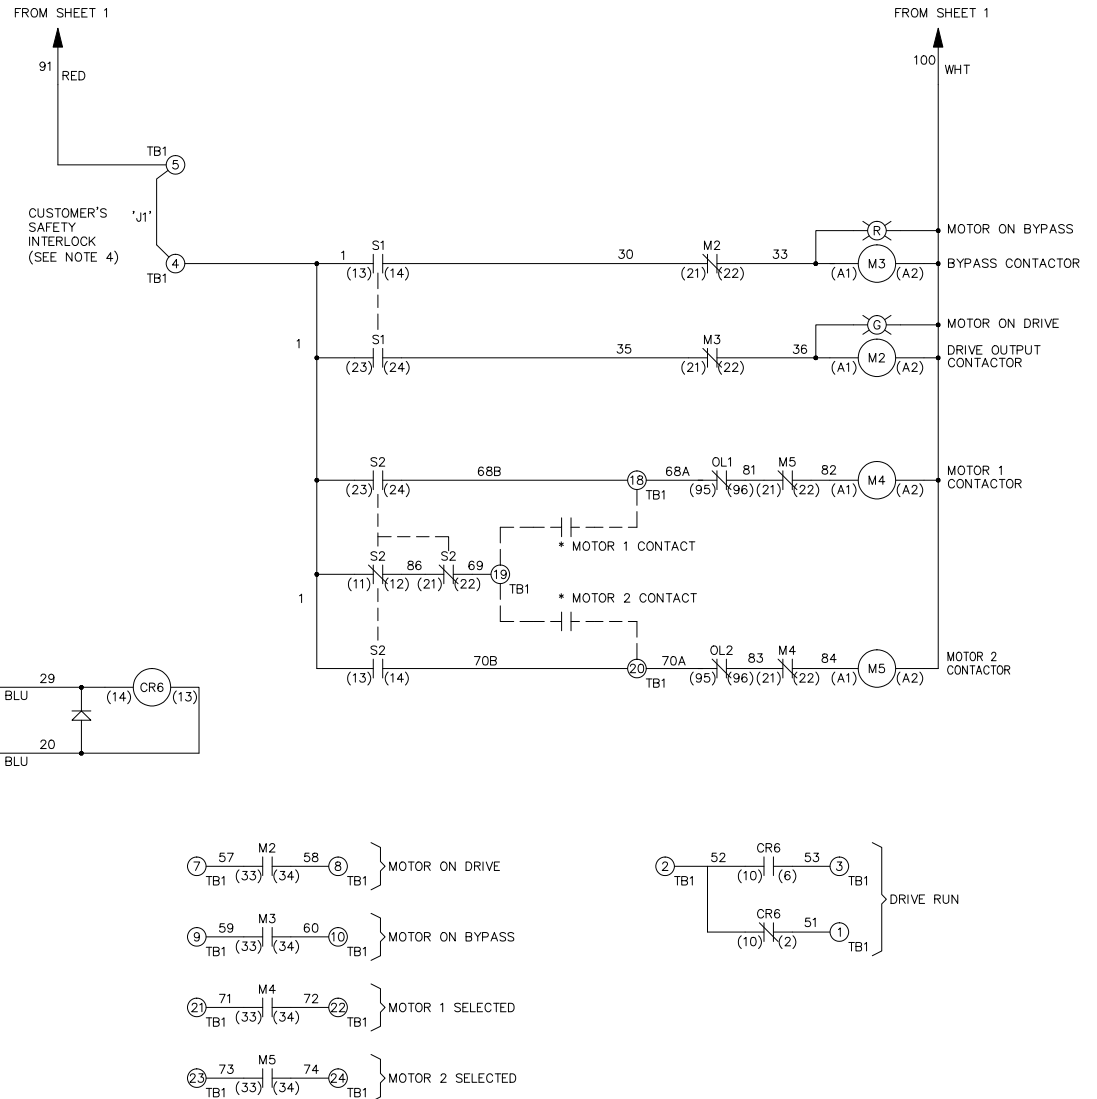 FROM SHEET 1
FROM SHEET 1
91
RED
100
WHT
TB1
5
CUSTOMER'S
SAFETY
INTERLOCK
(SEE NOTE 4)
'J1'
4
TB1
R
MOTOR ON BYPASS
1
S1
(13)
(14)
30
M2
(21)
(22)
33
(A1)
M3
(A2)
BYPASS CONTACTOR
G
MOTOR ON DRIVE
1
S1
(23)
(24)
35
M3
(21)
(22)
36
(A1)
M2
(A2)
DRIVE OUTPUT
CONTACTOR
S2
(23)
(24)
68B
18
TB1
68A
OL1
(95)
(96)
81
M5
(21)
(22)
82
(A1)
M4
(A2)
MOTOR 1
CONTACTOR
* MOTOR 1 CONTACT
S2
(11)
(12)
86
S2
(21)
(22)
69
19
TB1
* MOTOR 2 CONTACT
1
S2
(13)
(14)
70B
20
TB1
70A
OL2
(95)
(96)
83
M4
(21)
(22)
84
(A1)
M5
(A2)
MOTOR 2
CONTACTOR
29
BLU
(14)
CR6
(13)
20
BLU
7
TB1
57
M2
(33)
(34)
58
8
TB1
MOTOR ON DRIVE
9
TB1
59
M3
(33)
(34)
60
10
TB1
MOTOR ON BYPASS
21
TB1
71
M4
(33)
(34)
72
22
TB1
MOTOR 1 SELECTED
23
TB1
73
M5
(33)
(34)
74
24
TB1
MOTOR 2 SELECTED
2
TB1
52
CR6
(10)
(6)
53
3
TB1
CR6
(10)
(2)
51
1
TB1
DRIVE RUN